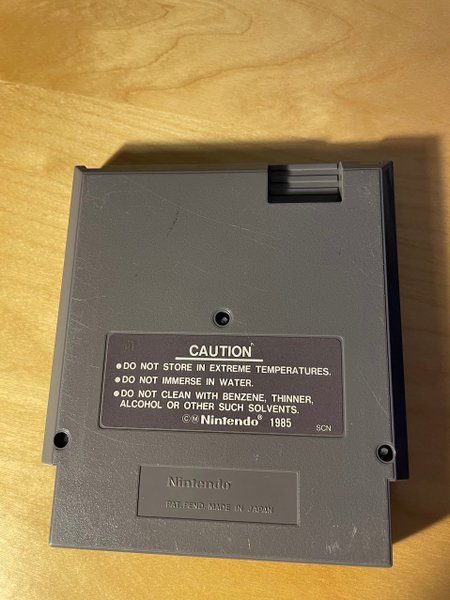 CAUTION
●DO NOT STORE IN EXTREME TEMPERATURES.
●DO NOT IMMERSE IN WATER.
●DO NOT CLEAN WITH BENZENE, THINNER,
ALCOHOL OR OTHER SUCH SOLVENTS.
ⒸⓂ Nintendo® 1985
SCN
Nintendo®
PAT. PEND. MADE IN JAPAN